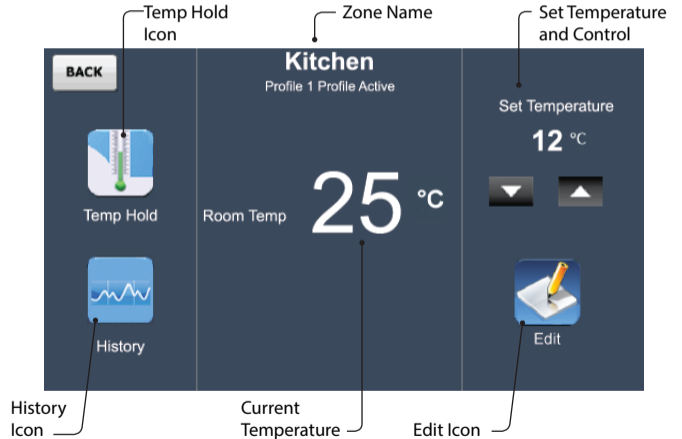 Temp Hold
Icon
Zone Name
Set Temperature
and Control
BACK
Kitchen
Profile 1 Profile Active
Set Temperature
12 °C
Temp Hold
Room Temp
25 °C
History
Edit
History
Icon
Current
Temperature
Edit Icon